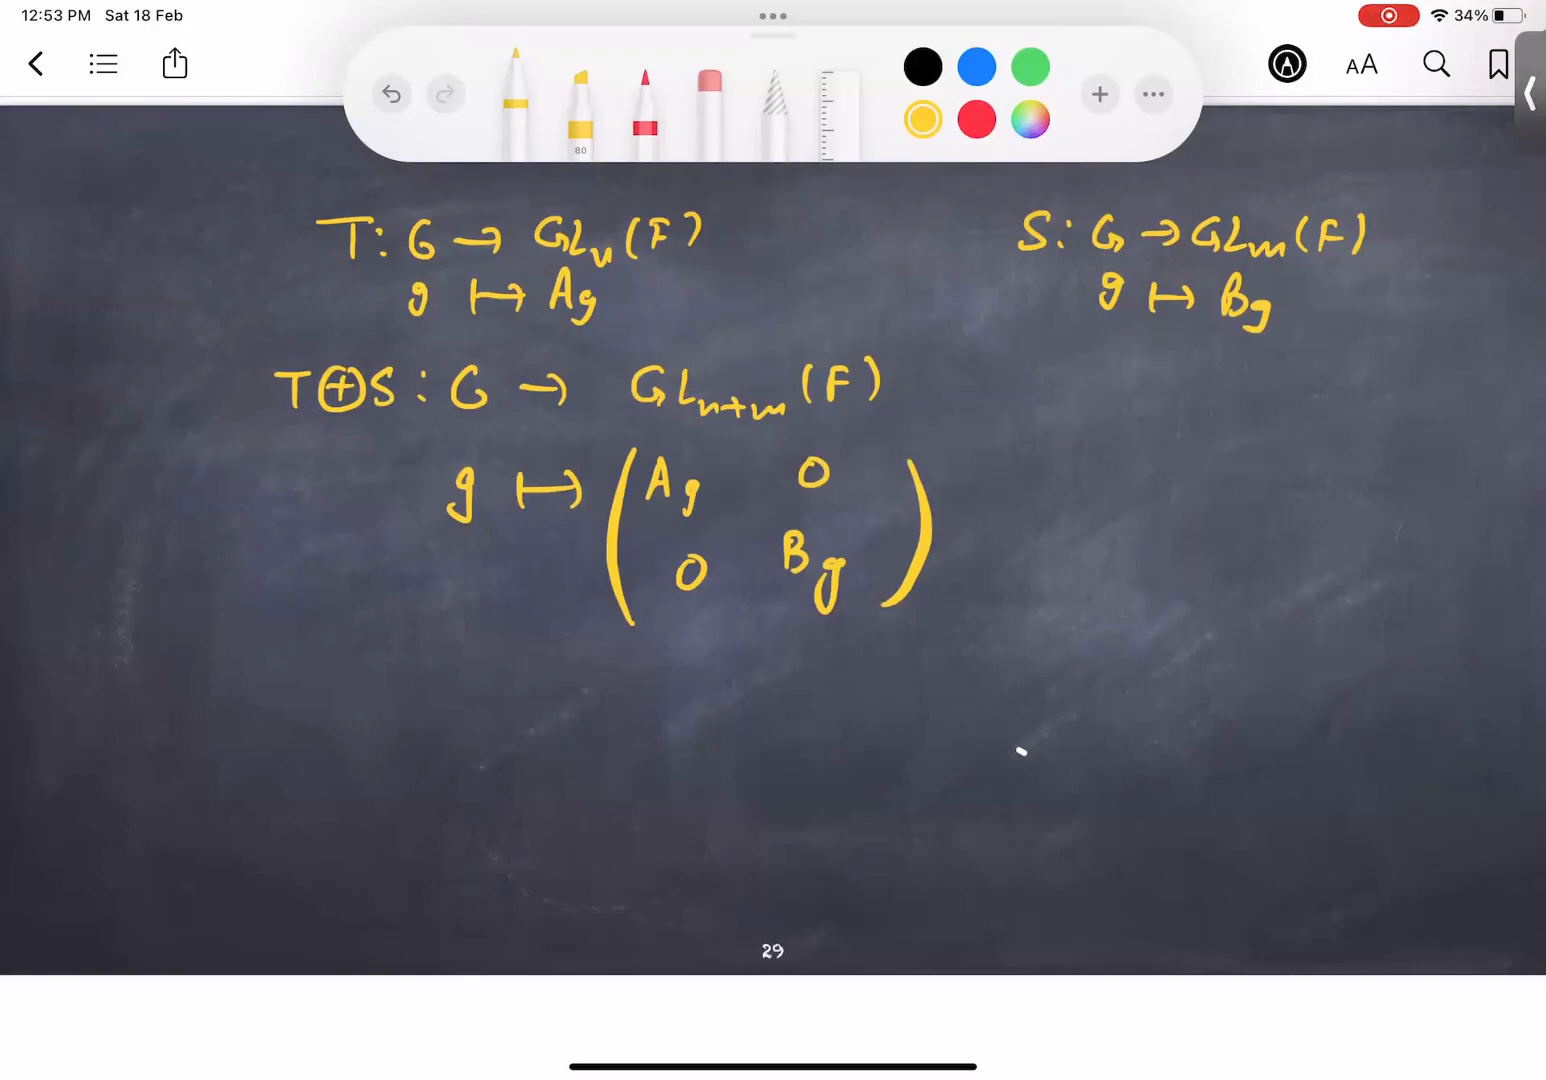 12:53 PM Sat 18 Feb
34%
80
AA
T: G → GLn(F)
g ↦ Ag
S: G → GLm(F)
g ↦ Bg
T⊕S: G → GLn+m(F)
g ↦ ( Ag 0
0 Bg )
29